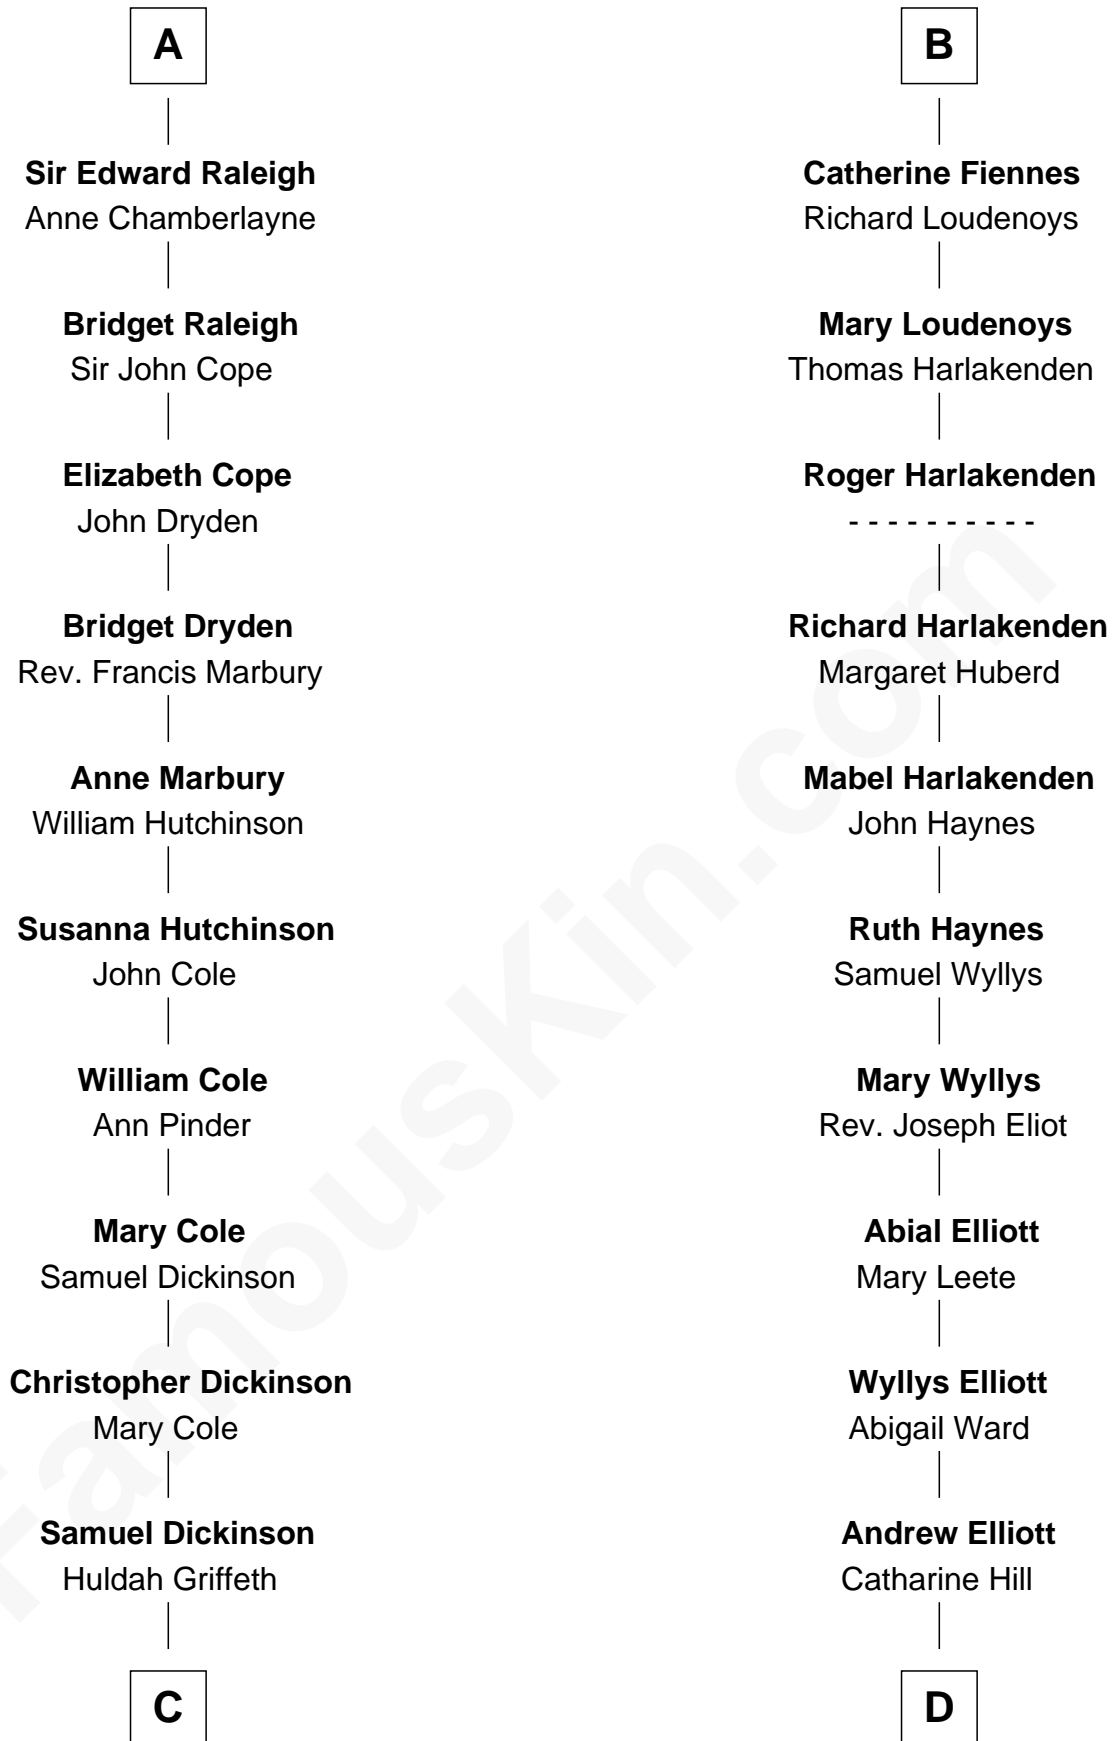 A
Sir Edward Raleigh
Anne Chamberlayne
Bridget Raleigh
Sir John Cope
Elizabeth Cope
John Dryden
Bridget Dryden
Rev. Francis Marbury
Anne Marbury
William Hutchinson
Susanna Hutchinson
John Cole
William Cole
Ann Pinder
Mary Cole
Samuel Dickinson
Christopher Dickinson
Mary Cole
Samuel Dickinson
Huldah Griffeth
C
B
Catherine Fiennes
Richard Loudenoys
Mary Loudenoys
Thomas Harlakenden
Roger Harlakenden
- - - - - - - - - -
Richard Harlakenden
Margaret Huberd
Mabel Harlakenden
John Haynes
Ruth Haynes
Samuel Wyllys
Mary Wyllys
Rev. Joseph Eliot
Abial Elliott
Mary Leete
Wyllys Elliott
Abigail Ward
Andrew Elliott
Catharine Hill
D
FamousKin.com